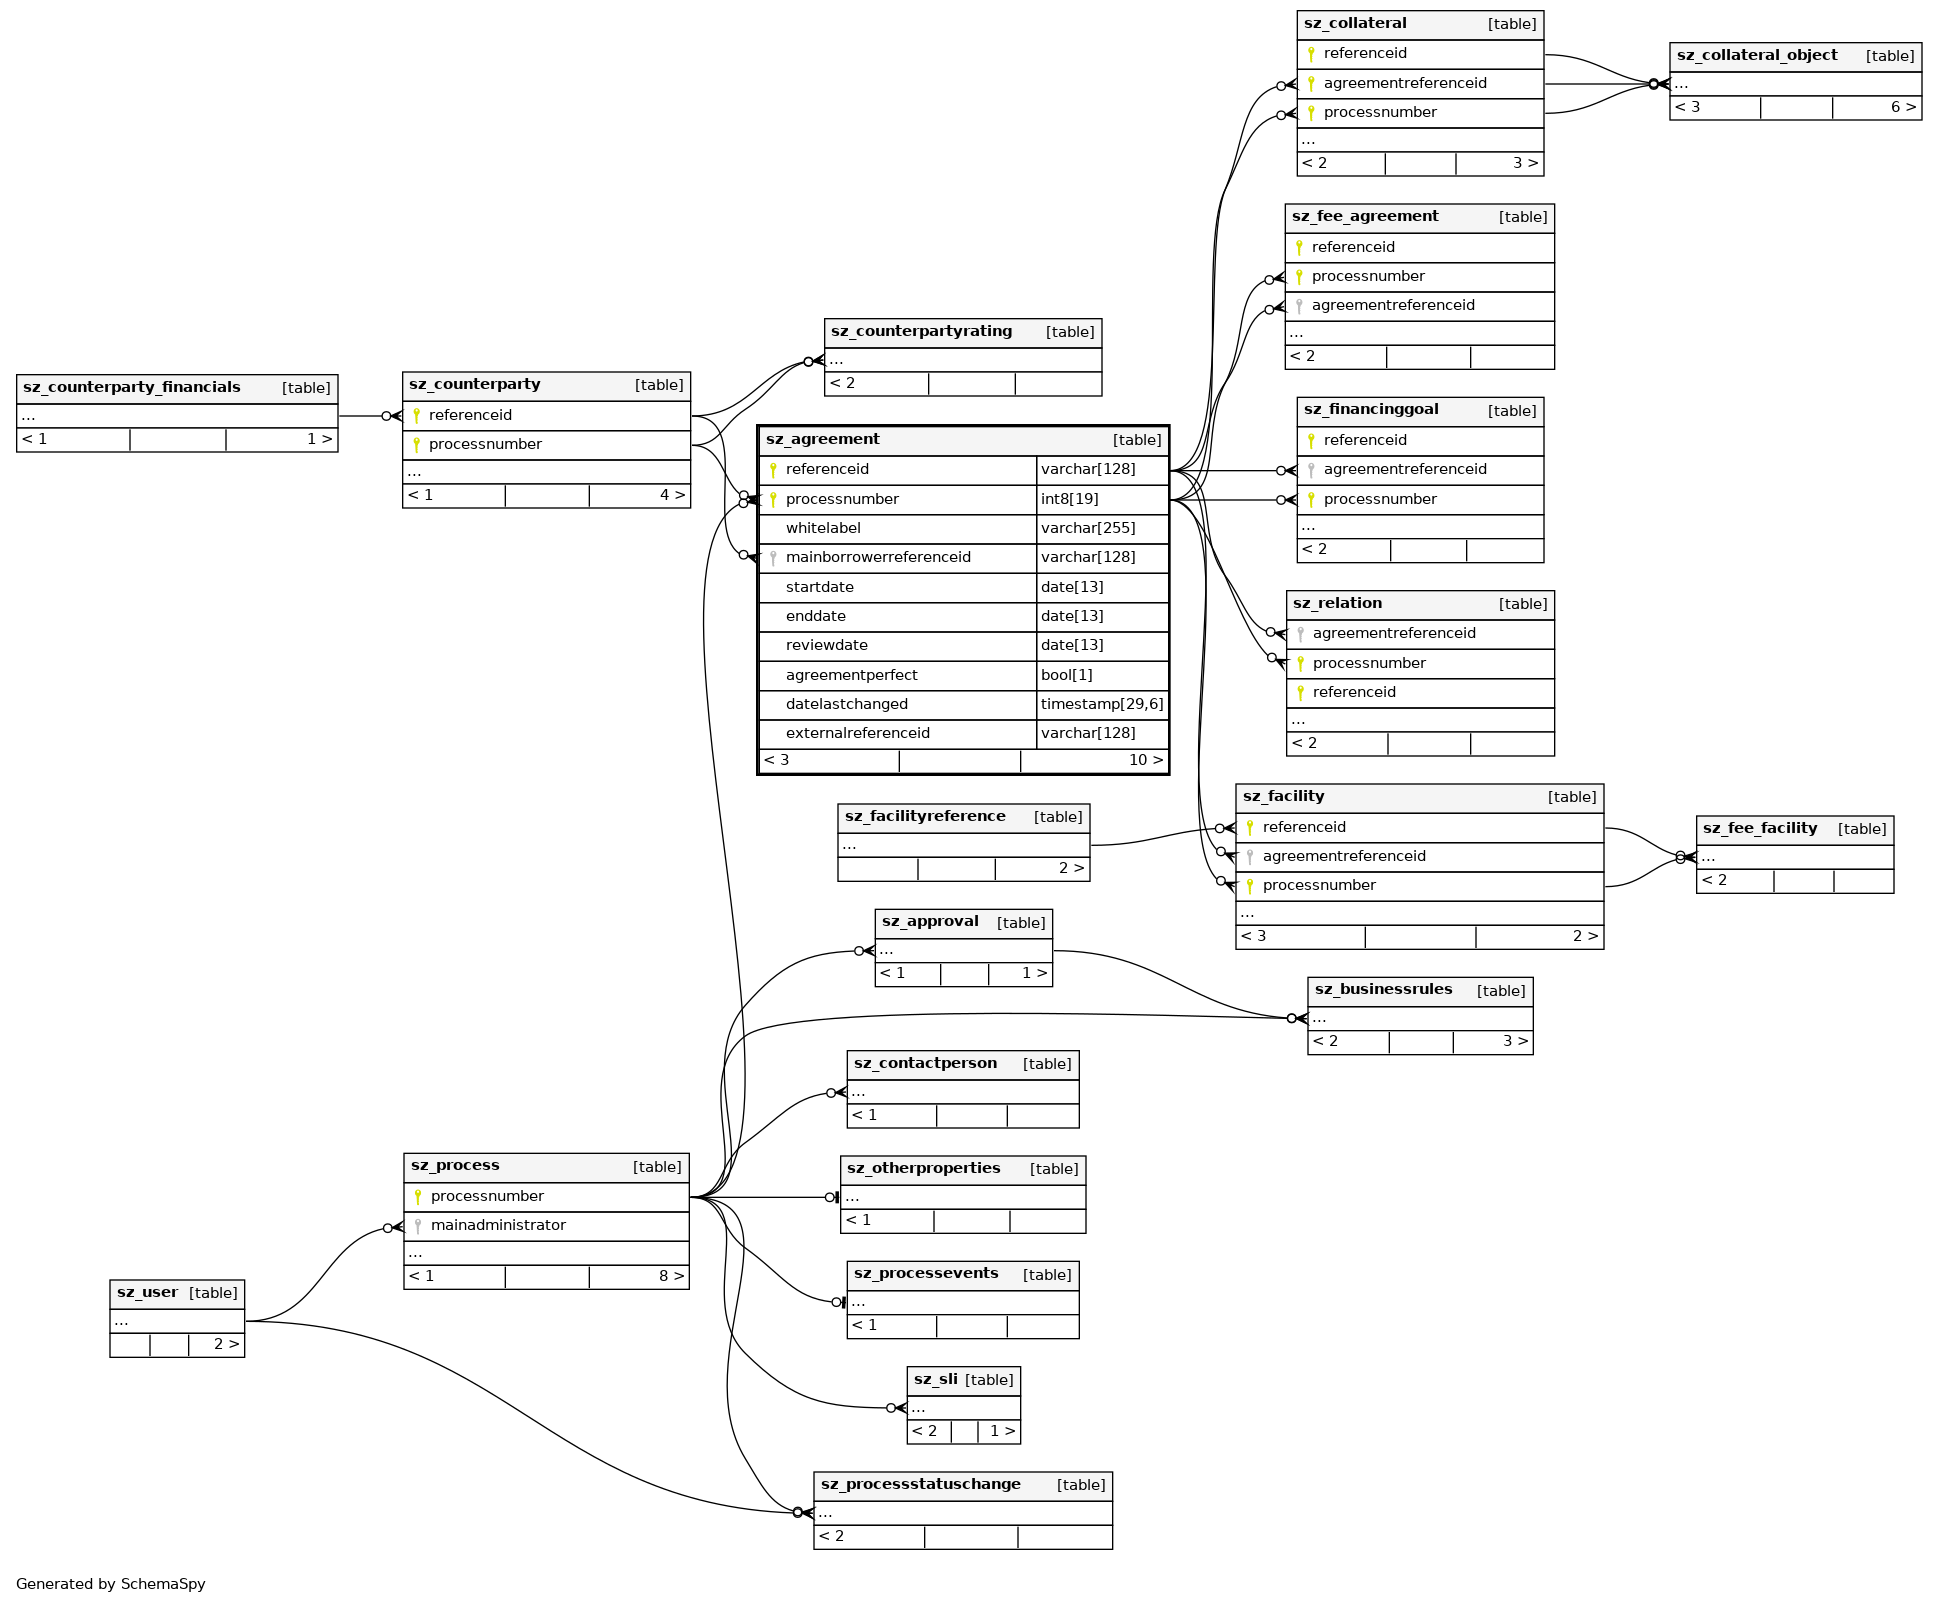 sz_collateral [table]
referenceid
agreementreferenceid
processnumber
...
< 2 3 >
sz_collateral_object [table]
...
< 3 6 >
sz_fee_agreement [table]
referenceid
processnumber
agreementreferenceid
...
< 2
sz_counterpartyrating [table]
...
< 2
sz_counterparty_financials [table]
...
< 1 1 >
sz_counterparty [table]
referenceid
processnumber
...
< 1 4 >
sz_financinggoal [table]
referenceid
agreementreferenceid
processnumber
...
< 2
sz_agreement [table]
referenceid varchar[128]
processnumber int8[19]
whitelabel varchar[255]
mainborrowerreferenceid varchar[128]
startdate date[13]
enddate date[13]
reviewdate date[13]
agreementperfect bool[1]
datelastchanged timestamp[29,6]
externalreferenceid varchar[128]
< 3 10 >
sz_relation [table]
agreementreferenceid
processnumber
referenceid
...
< 2
sz_facilityreference [table]
...
2 >
sz_facility [table]
referenceid
agreementreferenceid
processnumber
...
< 3 2 >
sz_fee_facility [table]
...
< 2
sz_approval [table]
...
< 1 1 >
sz_businessrules [table]
...
< 2 3 >
sz_contactperson [table]
...
< 1
sz_process [table]
processnumber
mainadministrator
...
< 1 8 >
sz_otherproperties [table]
...
< 1
sz_user [table]
...
2 >
sz_processevents [table]
...
< 1
sz_sli [table]
...
< 2 1 >
sz_processstatuschange [table]
...
< 2
Generated by SchemaSpy